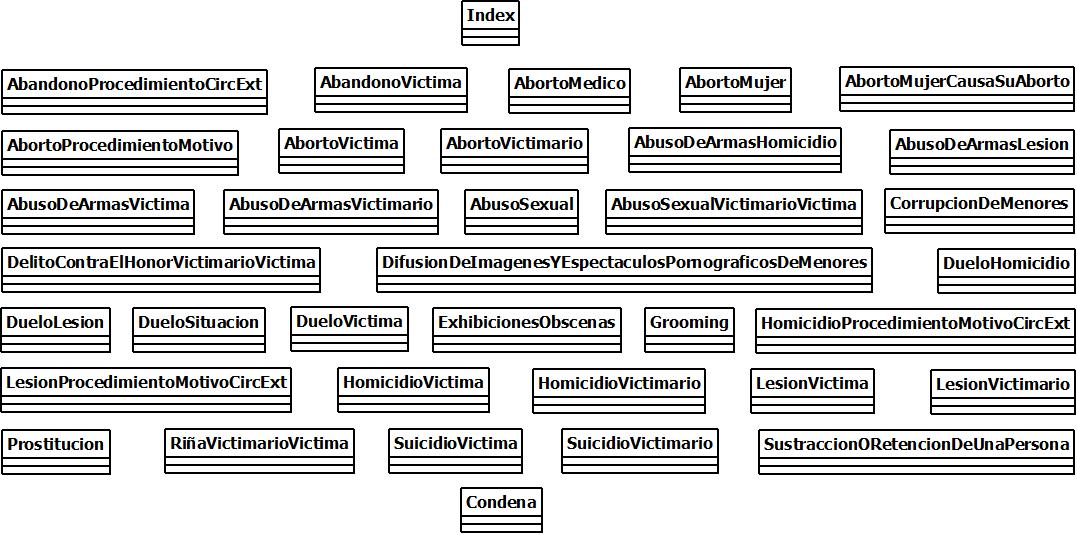 Index
AbandonoProcedimientoCircExt AbandonoVictima AbortoMedico AbortoMujer AbortoMujerCausaSuAborto
AbortoProcedimientoMotivo AbortoVictima AbortoVictimario AbusoDeArmasHomicidio AbusoDeArmasLesion
AbusoDeArmasVictima AbusoDeArmasVictimario AbusoSexual AbusoSexualVictimarioVictima CorrupcionDeMenores
DelitoContraElHonorVictimarioVictima DifusionDeImagenesYEspectaculosPornograficosDeMenores DueloHomicidio
DueloLesion DueloSituacion DueloVictima ExhibicionesObscenas Grooming HomicidioProcedimientoMotivoCircExt
LesionProcedimientoMotivoCircExt HomicidioVictima HomicidioVictimario LesionVictima LesionVictimario
Prostitucion RiñaVictimarioVictima SuicidioVictima SuicidioVictimario SustraccionORetencionDeUnaPersona
Condena